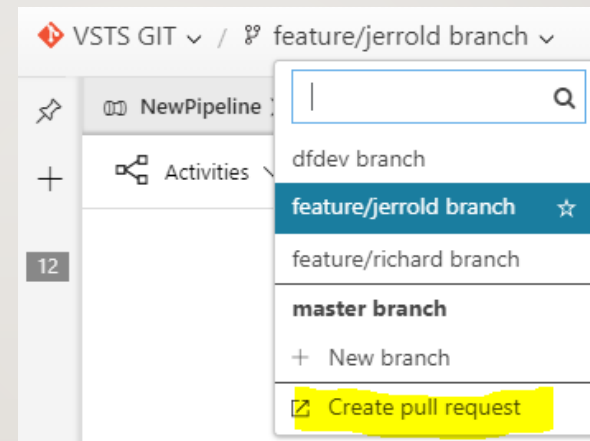 VSTS GIT / feature/jerrold branch
NewPipeline
Activities
12
dfdev branch
feature/jerrold branch
feature/richard branch
master branch
+ New branch
Create pull request